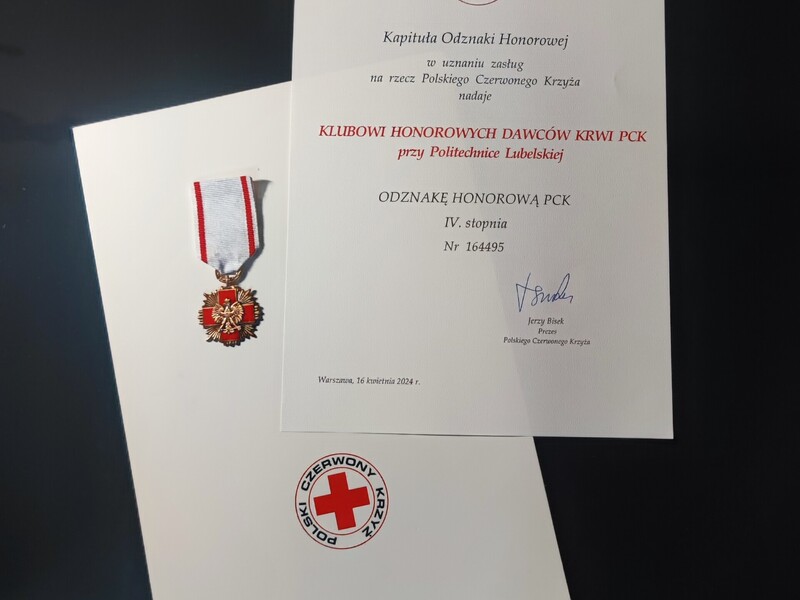 Kapituła Odznaki Honorowej
w uznaniu zasług
na rzecz Polskiego Czerwonego Krzyża
nadaje
KLUBOWI HONOROWYCH DAWCÓW KRWI PCK
przy Politechnice Lubelskiej
ODZNAKĘ HONOROWĄ PCK
IV. stopnia
Nr 164495
Jerzy Bisek
Prezes
Polskiego Czerwonego Krzyża
Warszawa, 16 kwietnia 2024 r.
POLSKI CZERWONY KRZYŻ